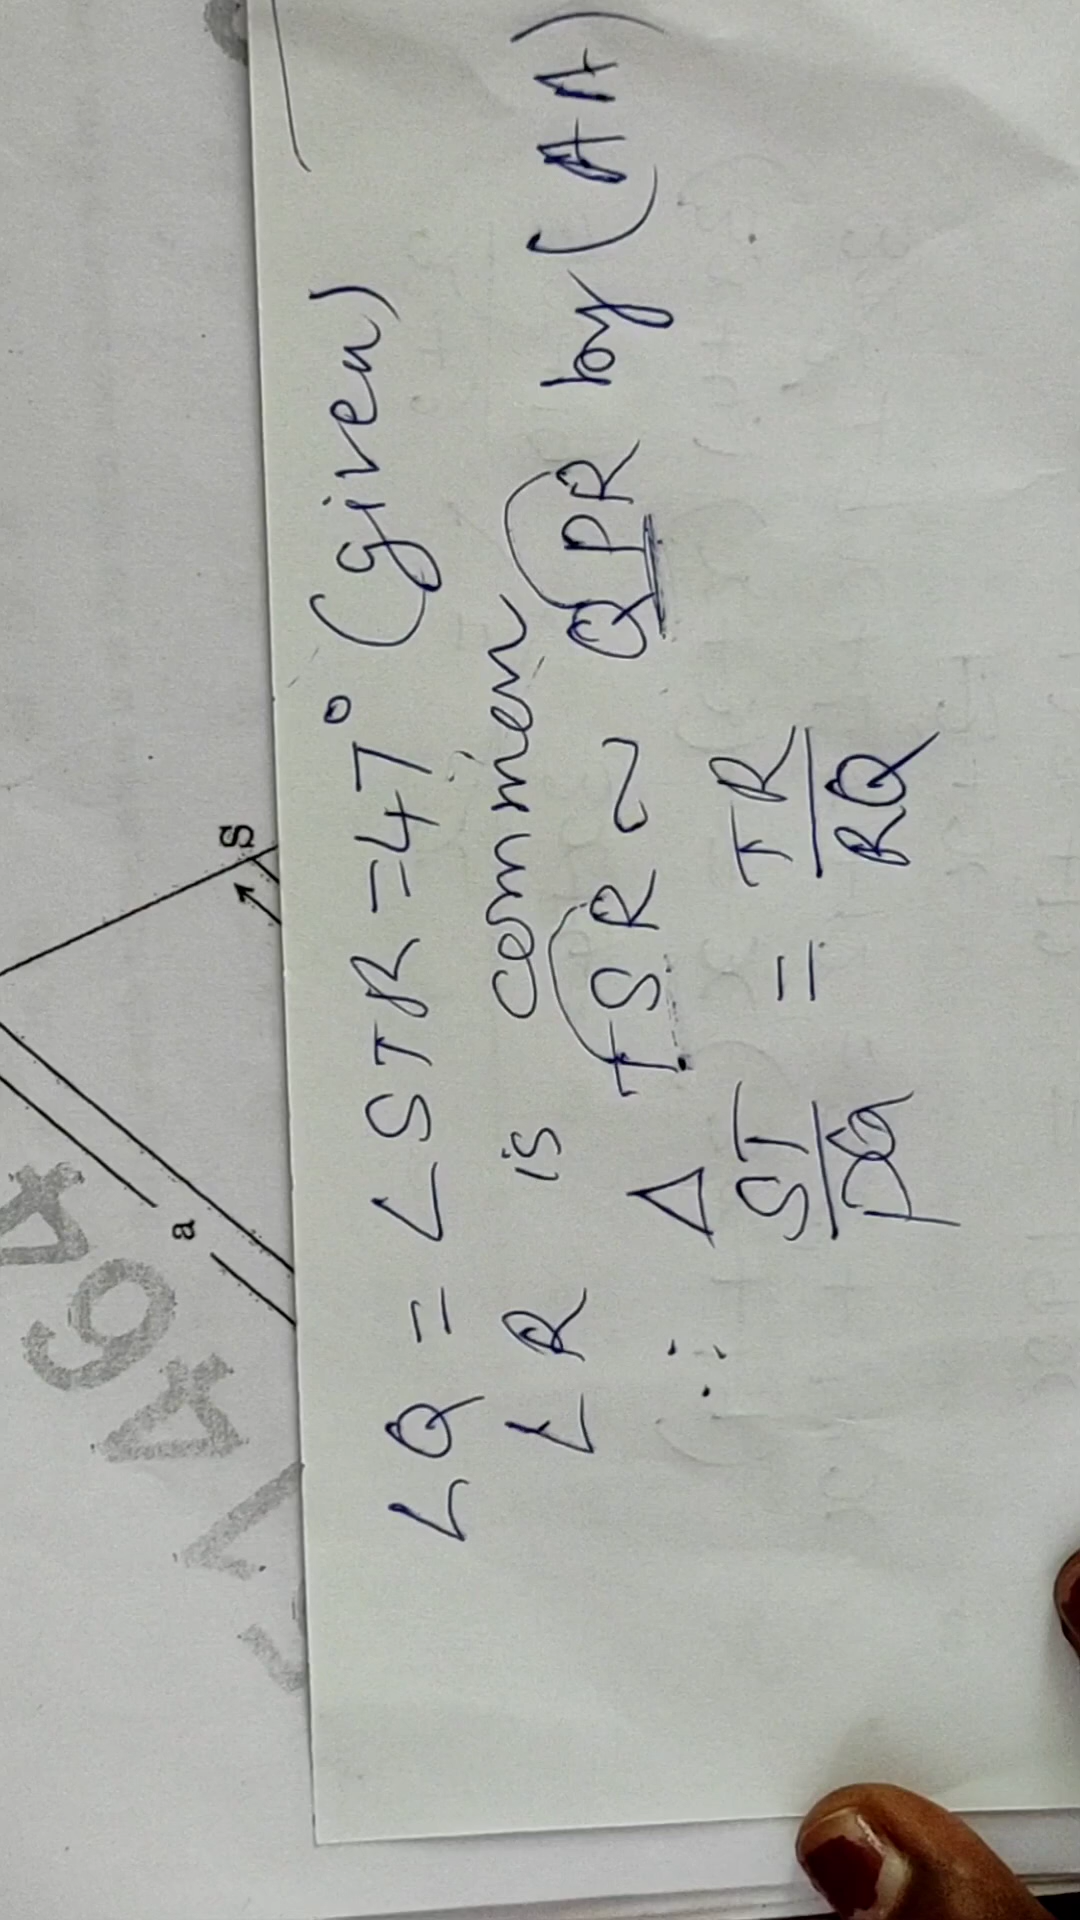 S
a
∠Q = ∠STR = 47° (given)
∠R is common
∴ Δ TSR ~ QPR by (AA)
ST/PQ = TR/RQ